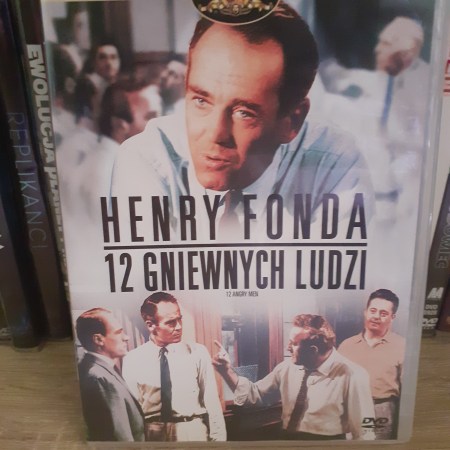 HENRY FONDA
12 GNIEWNYCH LUDZI
12 ANGRY MEN
DVD
REPLIKANCI
EWOLUCJA